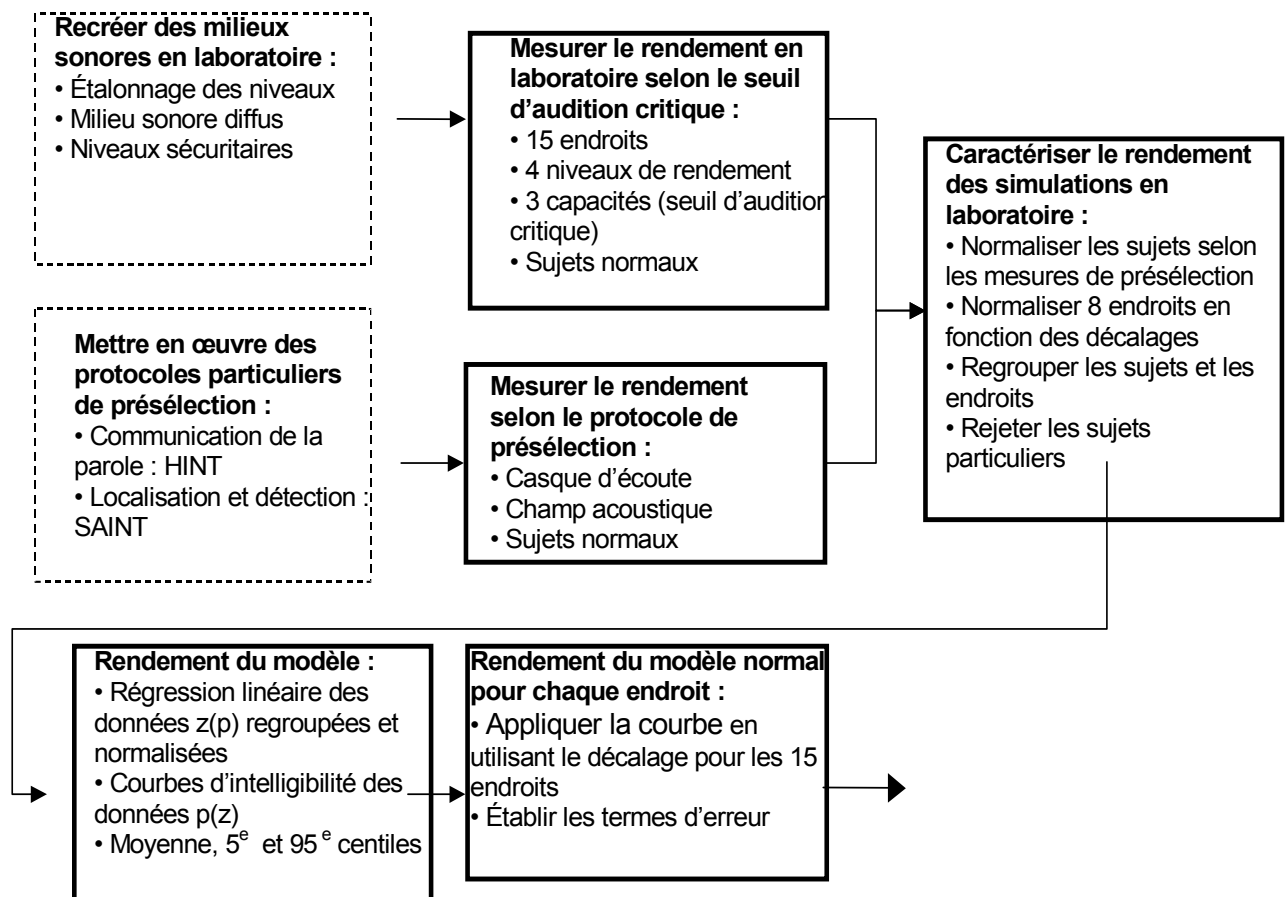 Recréer des milieux
sonores en laboratoire :
• Étalonnage des niveaux
• Milieu sonore diffus
• Niveaux sécuritaires
Mesurer le rendement en
laboratoire selon le seuil
d'audition critique :
• 15 endroits
• 4 niveaux de rendement
• 3 capacités (seuil d'audition
critique)
• Sujets normaux
Caractériser le rendement
des simulations en
laboratoire :
• Normaliser les sujets selon
les mesures de présélection
• Normaliser 8 endroits en
fonction des décalages
• Regrouper les sujets et les
endroits
• Rejeter les sujets
particuliers
Mettre en œuvre des
protocoles particuliers
de présélection :
• Communication de la
parole : HINT
• Localisation et détection :
SAINT
Mesurer le rendement
selon le protocole de
présélection :
• Casque d'écoute
• Champ acoustique
• Sujets normaux
Rendement du modèle :
• Régression linéaire des
données z(p) regroupées et
normalisées
• Courbes d'intelligibilité des
données p(z)
• Moyenne, 5e et 95e centiles
Rendement du modèle normal
pour chaque endroit :
• Appliquer la courbe en
utilisant le décalage pour les 15
endroits
• Établir les termes d'erreur